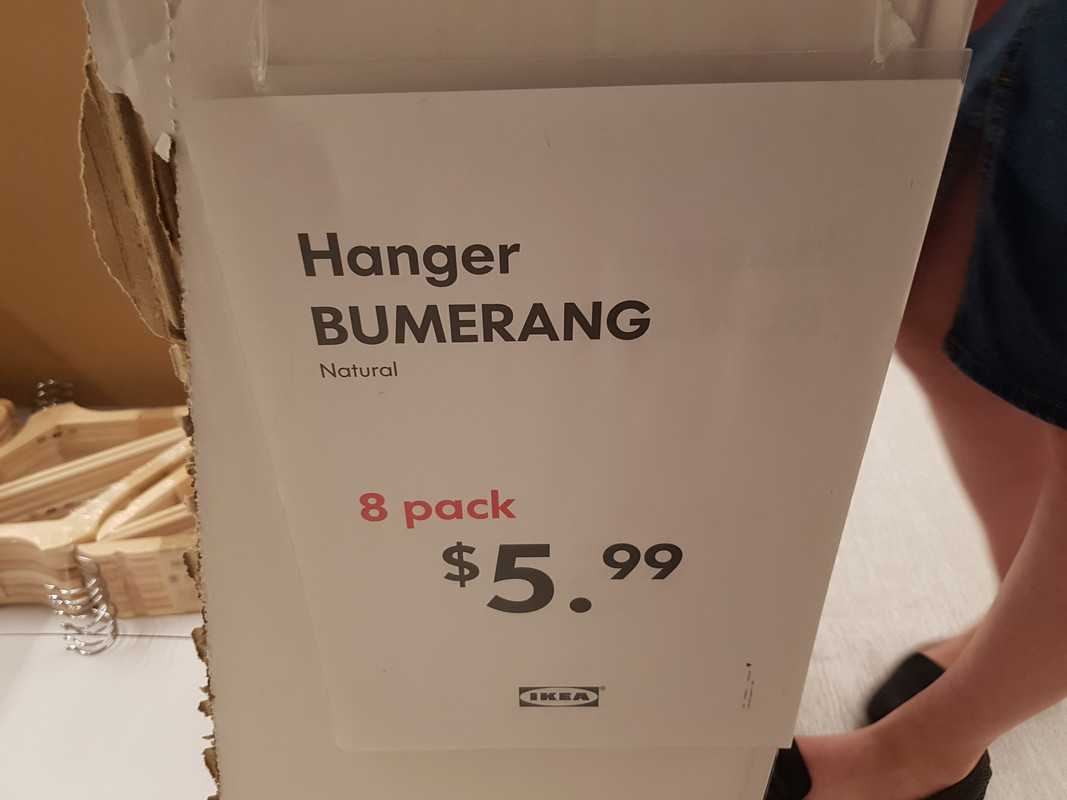 Hanger
BUMERANG
Natural
8 pack
$5.99
IKEA